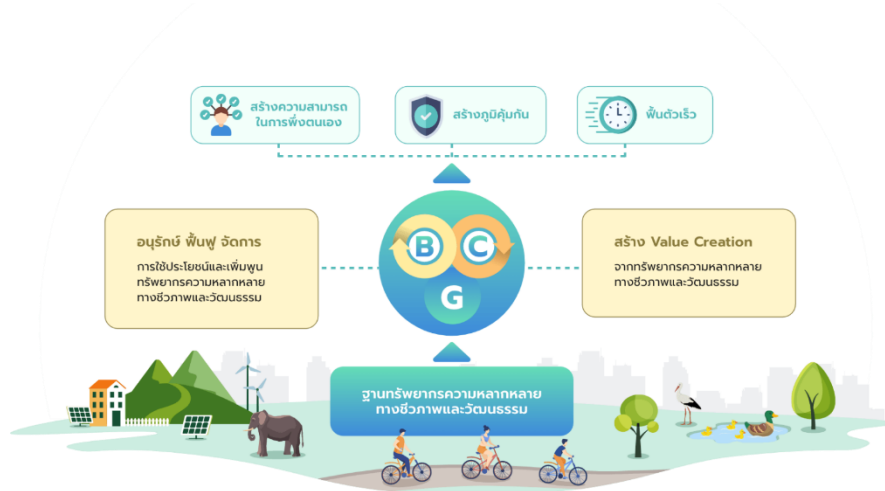 สร้างความสามารถ
ในการพึ่งตนเอง
สร้างภูมิคุ้มกัน
ฟื้นตัวเร็ว
อนุรักษ์ ฟื้นฟู จัดการ
การใช้ประโยชน์และเพิ่มพูน
ทรัพยากรความหลากหลาย
ทางชีวภาพและวัฒนธรรม
B C
G
สร้าง Value Creation
จากทรัพยากรความหลากหลาย
ทางชีวภาพและวัฒนธรรม
ฐานทรัพยากรความหลากหลาย
ทางชีวภาพและวัฒนธรรม